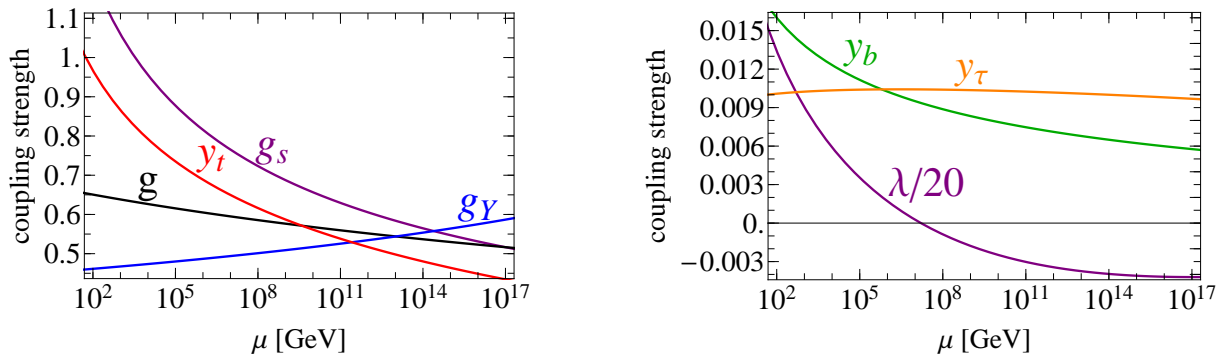 coupling strength
1.1
1.
0.9
0.8
0.7
0.6
0.5
g
y_t
g_s
g_Y
10^2 10^5 10^8 10^11 10^14 10^17
μ [GeV]
coupling strength
0.015
0.012
0.009
0.006
0.003
0.
−0.003
y_b
y_τ
λ/20
10^2 10^5 10^8 10^11 10^14 10^17
μ [GeV]